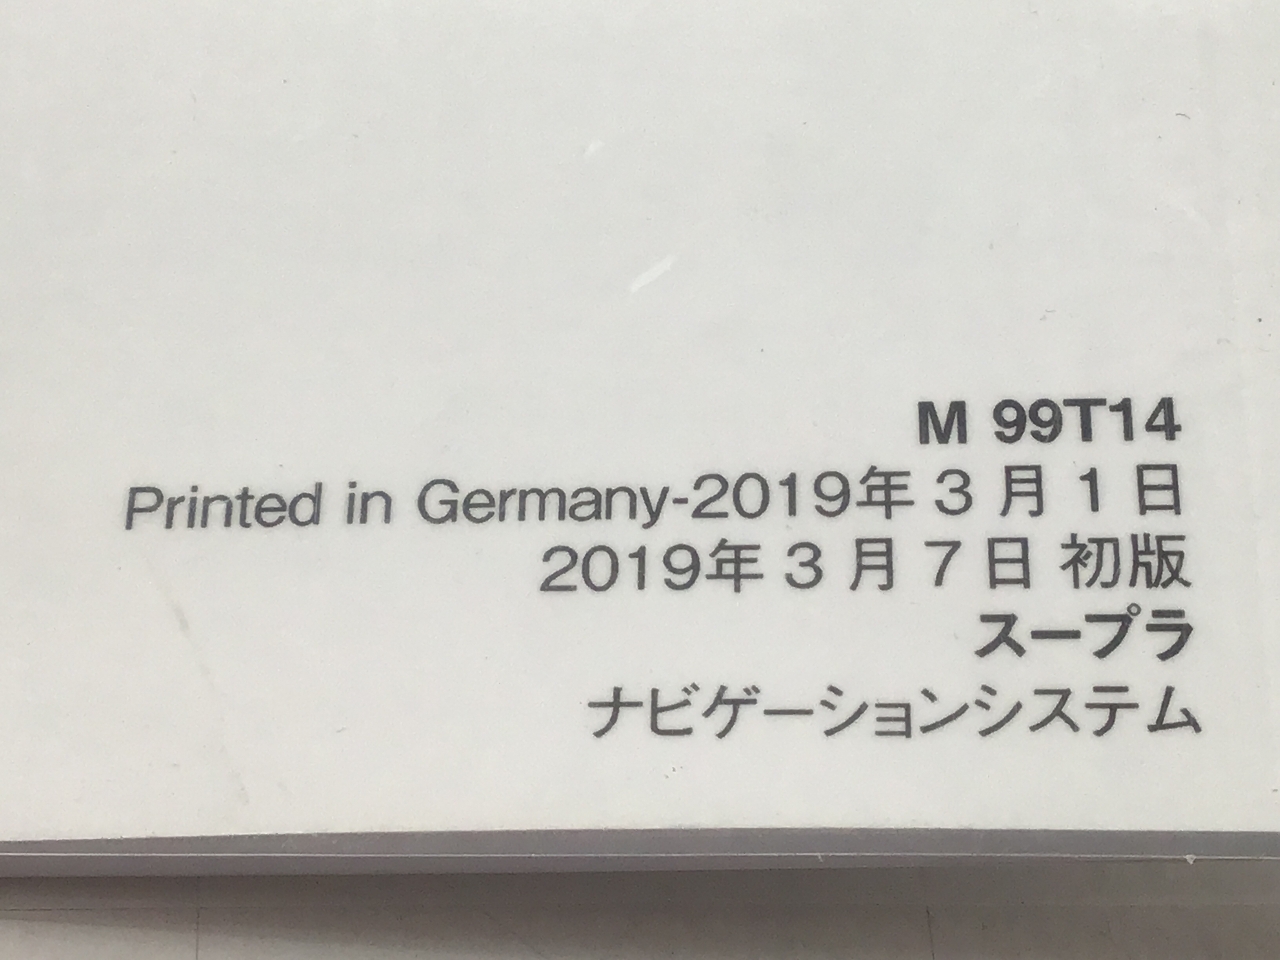 M 99T14
Printed in Germany-2019年 3 月 1 日
2019年 3 月 7 日 初版
スープラ
ナビゲーションシステム